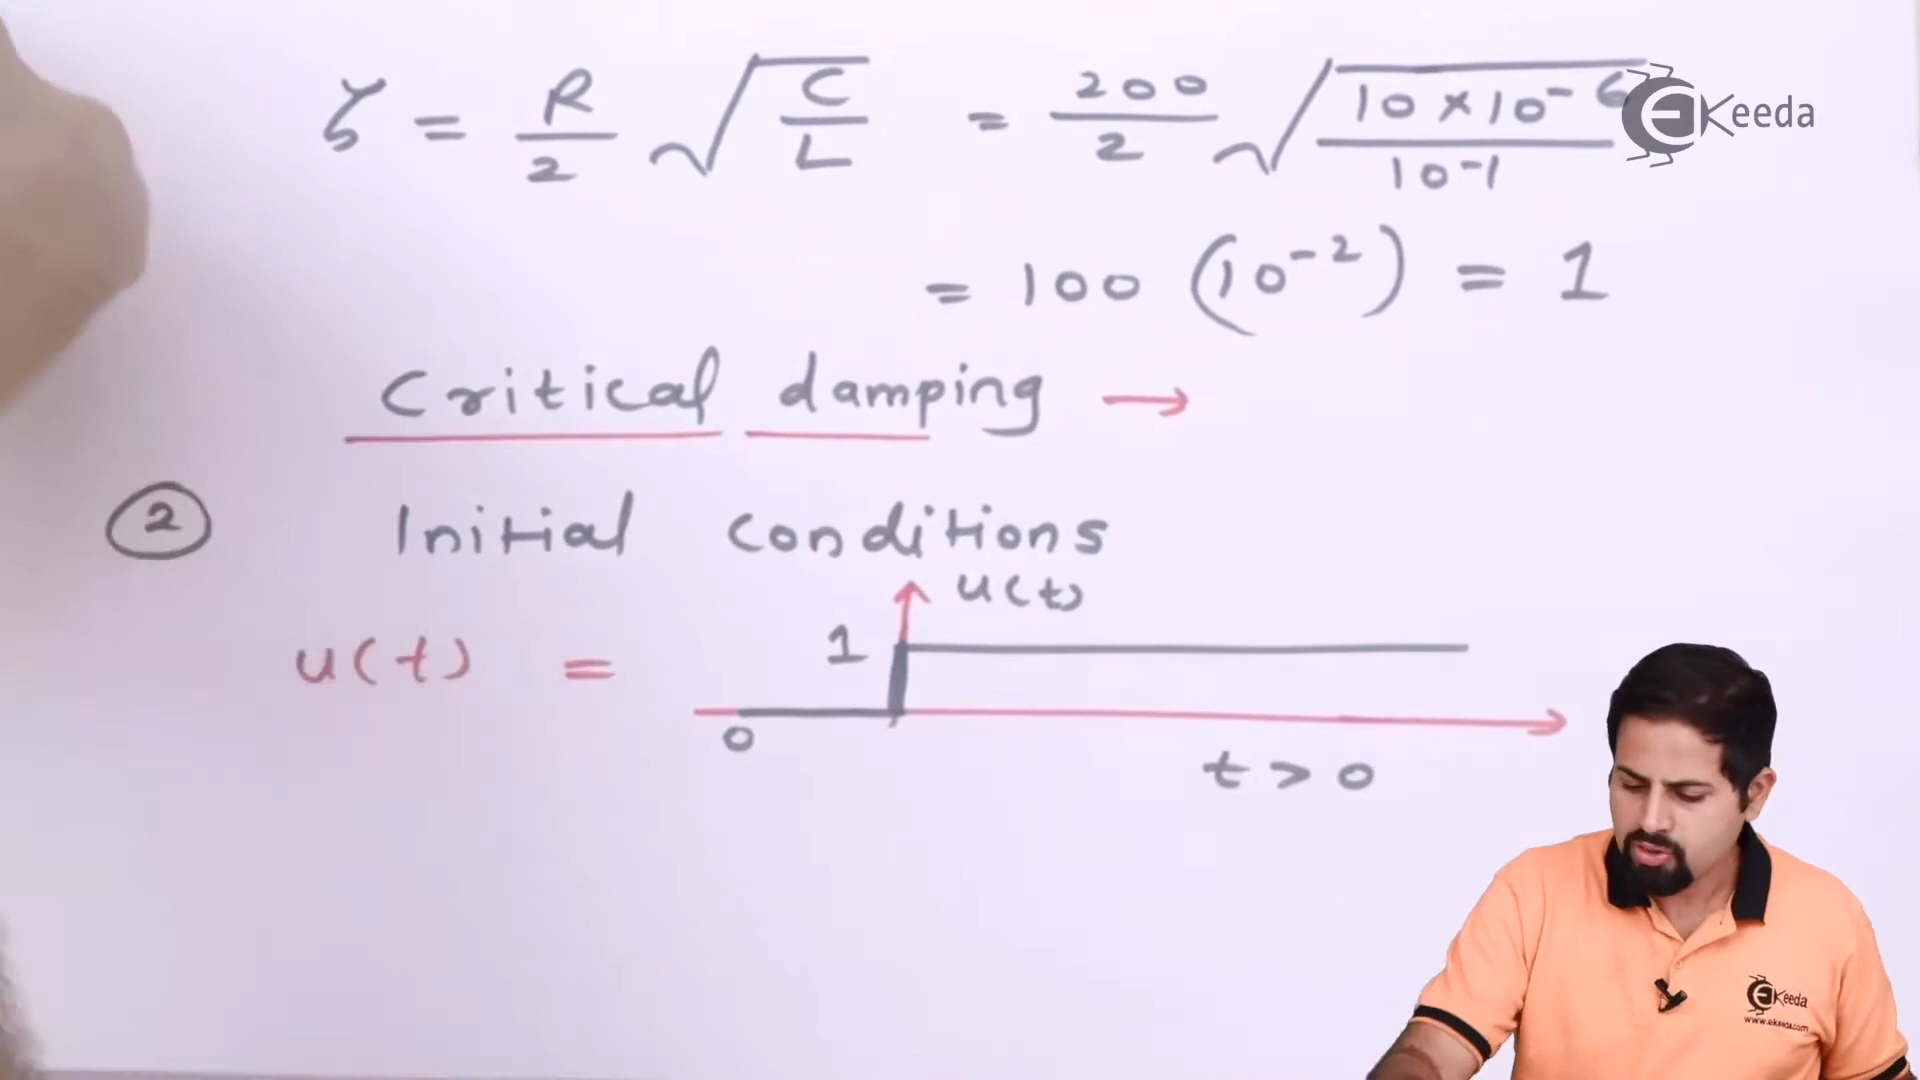 ζ = R/2 √(C/L) = 200/2 √(10 × 10⁻⁶ / 10⁻¹)
EKeeda
= 100 (10⁻²) = 1
Critical damping →
② Initial conditions
u(t)
u(t) = 1
0
t > 0
EKeeda
www.ekeeda.com